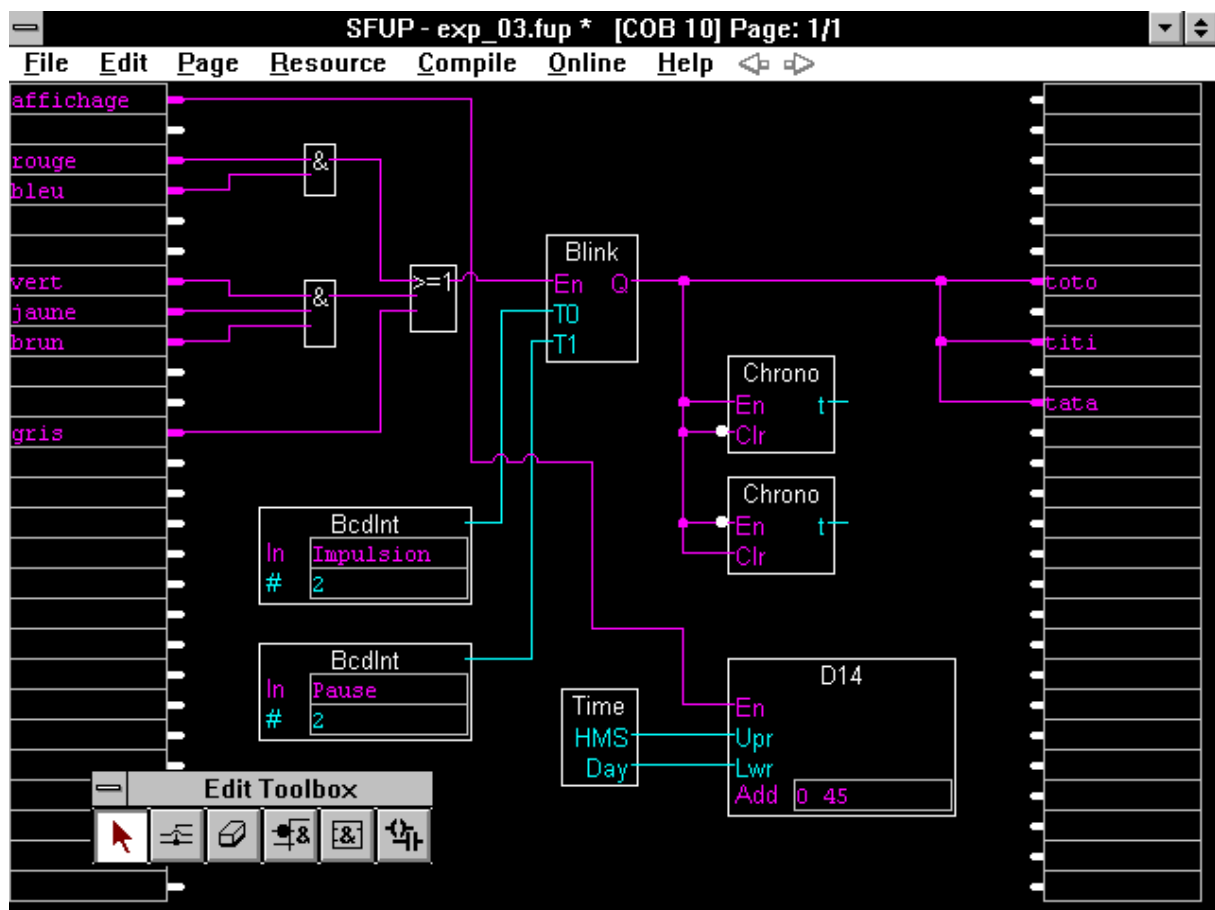 SFUP - exp_03.fup * [COB 10] Page: 1/1
File Edit Page Resource Compile Online Help
affichage
rouge
bleu
&
vert
jaune
brun
&
>=1
gris
Blink
En Q
T0
T1
toto
titi
tata
Chrono
En t
Clr
Chrono
En t
Clr
BcdInt
In Impulsion
# 2
BcdInt
In Pause
# 2
Time
HMS
Day
D14
En
Upr
Lwr
Add 0 45
Edit Toolbox
& &